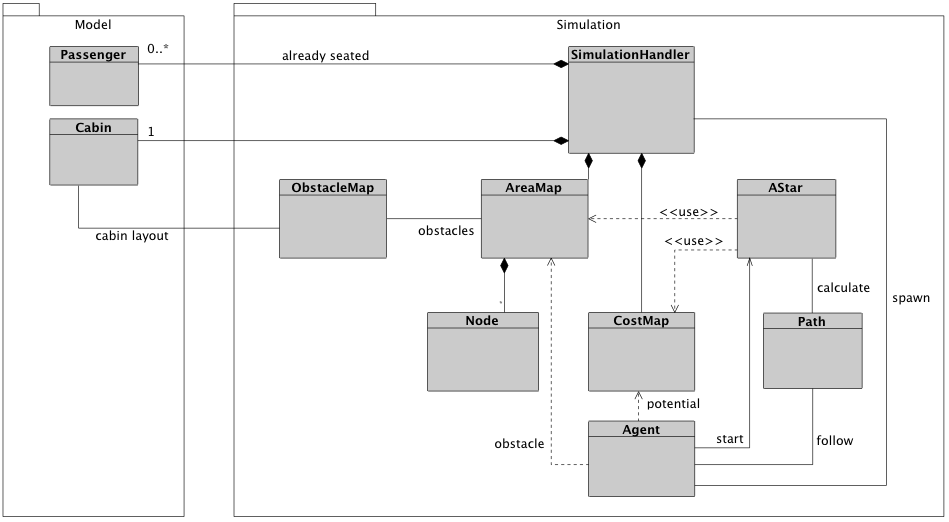 Model
Simulation
Passenger
0..*
already seated
SimulationHandler
Cabin
1
ObstacleMap
AreaMap
AStar
<<use>>
obstacles
cabin layout
<<use>>
calculate
spawn
*
Node
CostMap
Path
potential
Agent
start
follow
obstacle